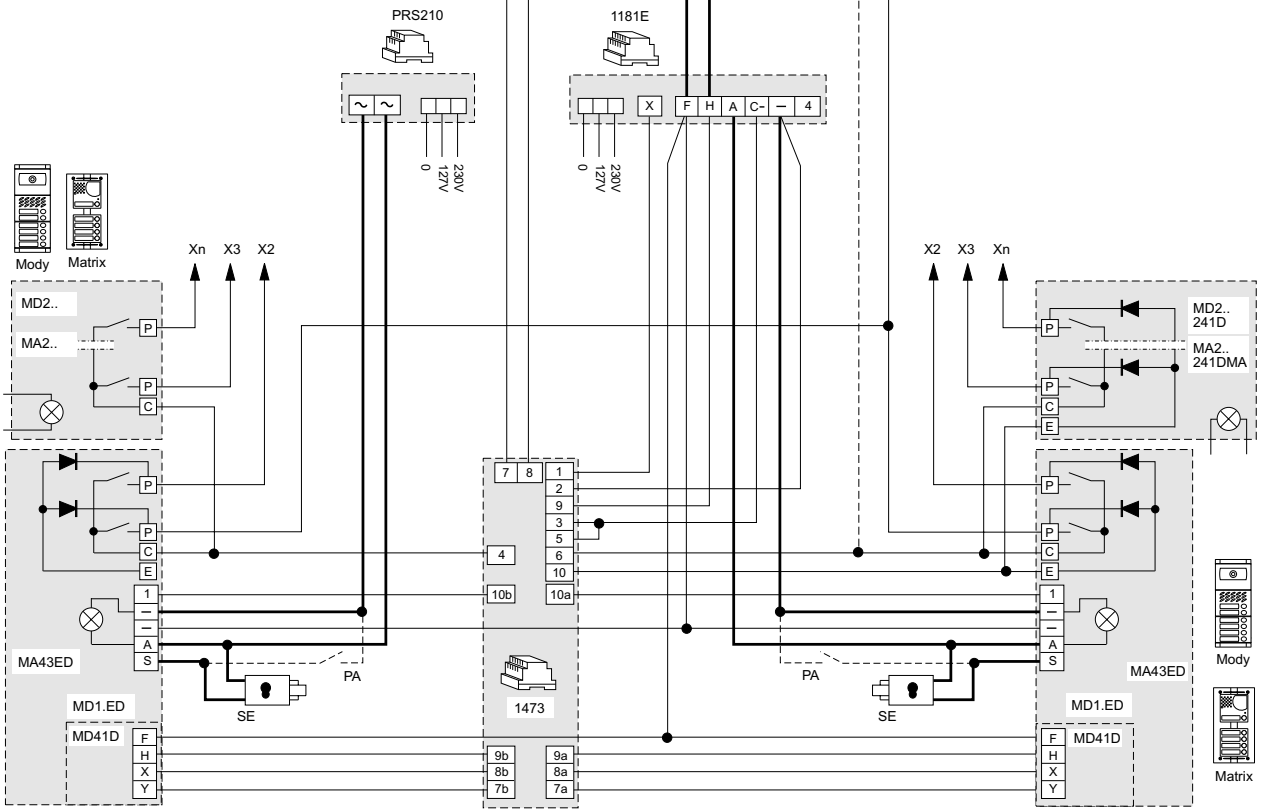 PRS210
1181E
0
127V
230V
0
127V
230V
X
F H A C- — 4
Mody
Matrix
Xn X3 X2
X2 X3 Xn
MD2..
MA2..
P
P
C
MD2..
241D
MA2..
241DMA
P
P
C
E
P
P
C
E
1
—
—
A
S
MA43ED
MD1.ED
MD41D
F
H
X
Y
PA
SE
7 8
1
2
9
3
5
6
10
10a
4
10b
1473
9b
8b
7b
9a
8a
7a
PA
SE
P
P
C
E
1
—
—
A
S
MA43ED
MD1.ED
MD41D
F
H
X
Y
Mody
Matrix